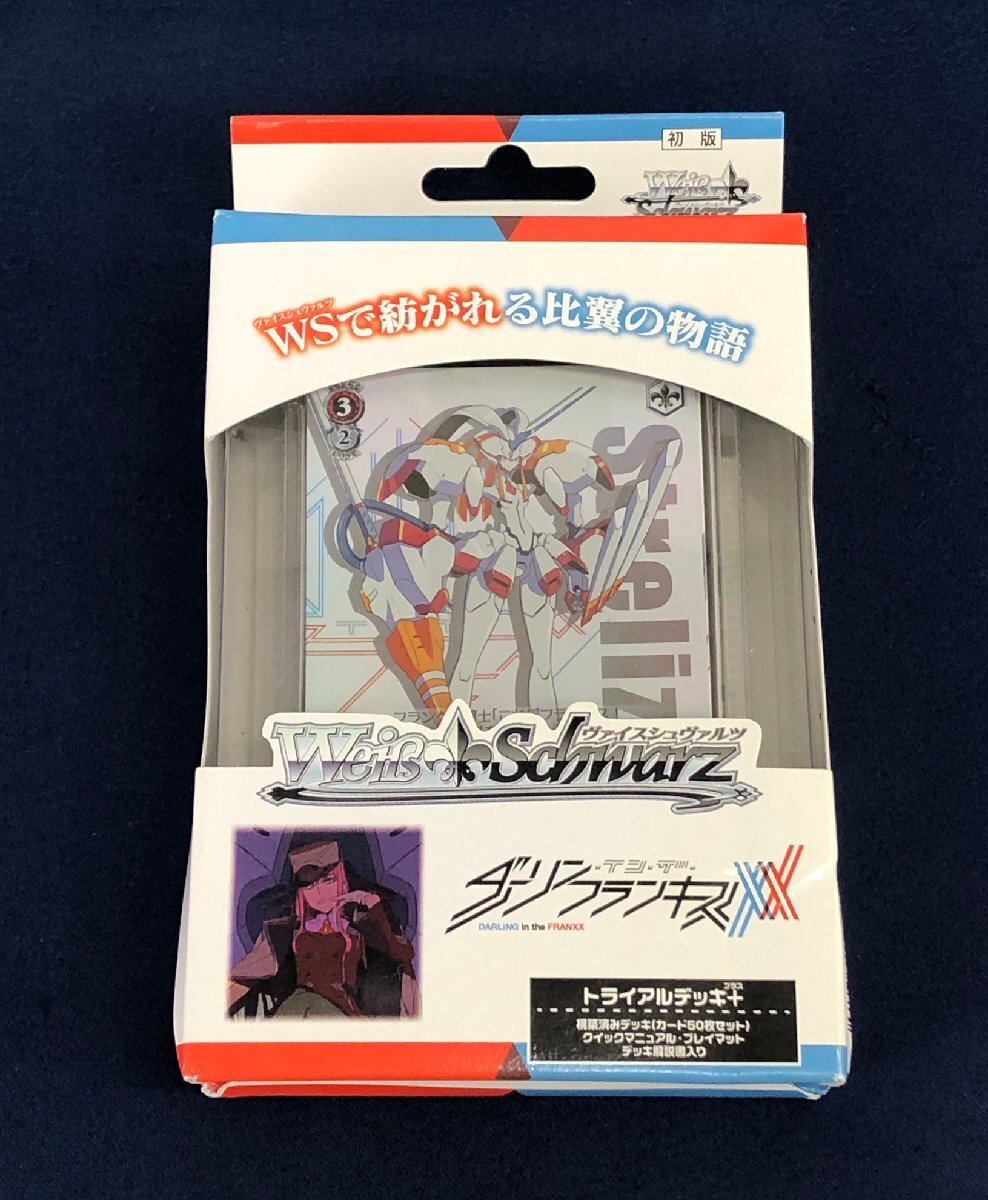 初版
Weiß Schwarz
ヴァイスシュヴァルツ
WSで紡がれる比翼の物語
3
2
Streliz
ヴァイスシュヴァルツ
Weiß Schwarz
・イン・ザ・
ダーリン フランキス XX
DARLING in the FRANXX
プラス
トライアルデッキ+
構築済みデッキ(カード50枚セット)
クイックマニュアル・プレイマット
デッキ解説書入り